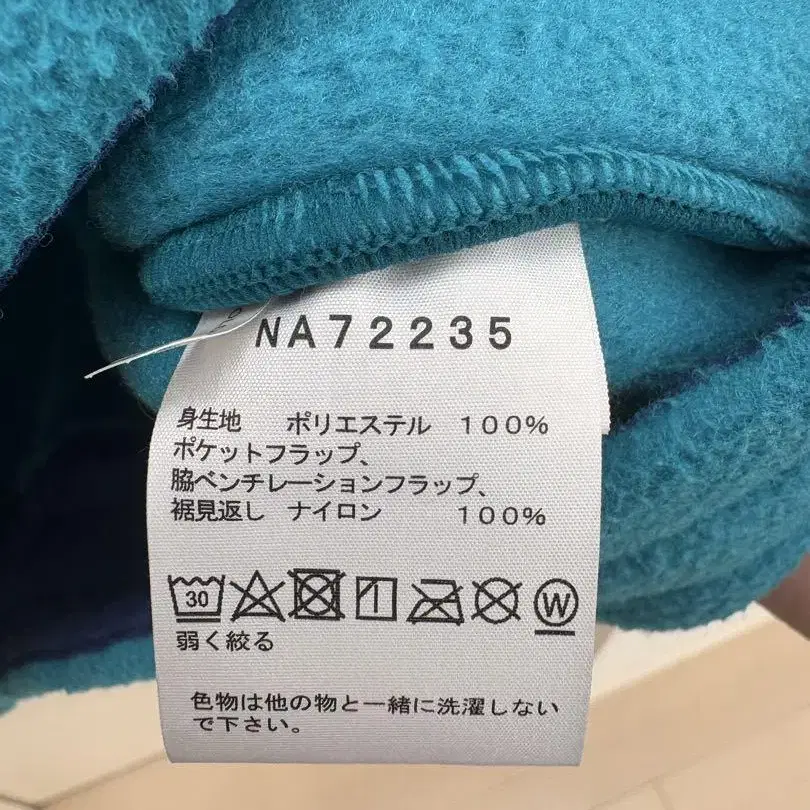 NA72235
身生地 ポリエステル 100%
ポケットフラップ、
脇ベンチレーションフラップ、
裾見返し ナイロン 100%
30 W
弱く絞る
色物は他の物と一緒に洗濯しない
で下さい。